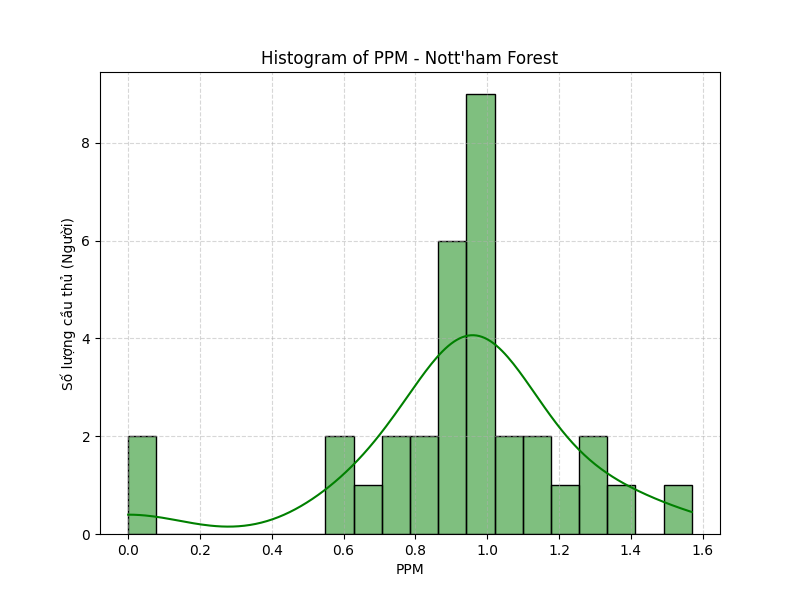 Histogram of PPM - Nott'ham Forest
Số lượng cầu thủ (Người)
8
6
4
2
0
0.0 0.2 0.4 0.6 0.8 1.0 1.2 1.4 1.6
PPM